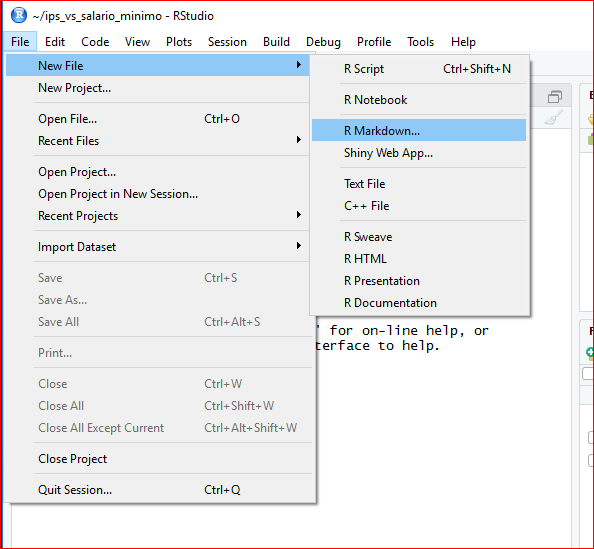 ~/ips_vs_salario_minimo - RStudio
File Edit Code View Plots Session Build Debug Profile Tools Help
New File
New Project...
Open File... Ctrl+O
Recent Files
Open Project...
Open Project in New Session...
Recent Projects
Import Dataset
Save Ctrl+S
Save As...
Save All Ctrl+Alt+S
Print...
Close Ctrl+W
Close All Ctrl+Shift+W
Close All Except Current Ctrl+Alt+Shift+W
Close Project
Quit Session... Ctrl+Q
R Script Ctrl+Shift+N
R Notebook
R Markdown...
Shiny Web App...
Text File
C++ File
R Sweave
R HTML
R Presentation
R Documentation
' for on-line help, or
terface to help.